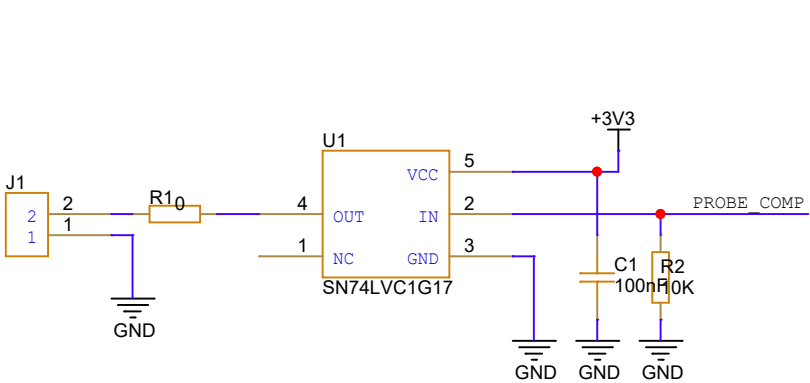 +3V3
U1
VCC
5
J1
R1
0
PROBE_COMP
2
2
4
OUT
IN
2
1
1
1
NC
GND
3
C1
100nF
R2
10K
SN74LVC1G17
GND
GND
GND
GND